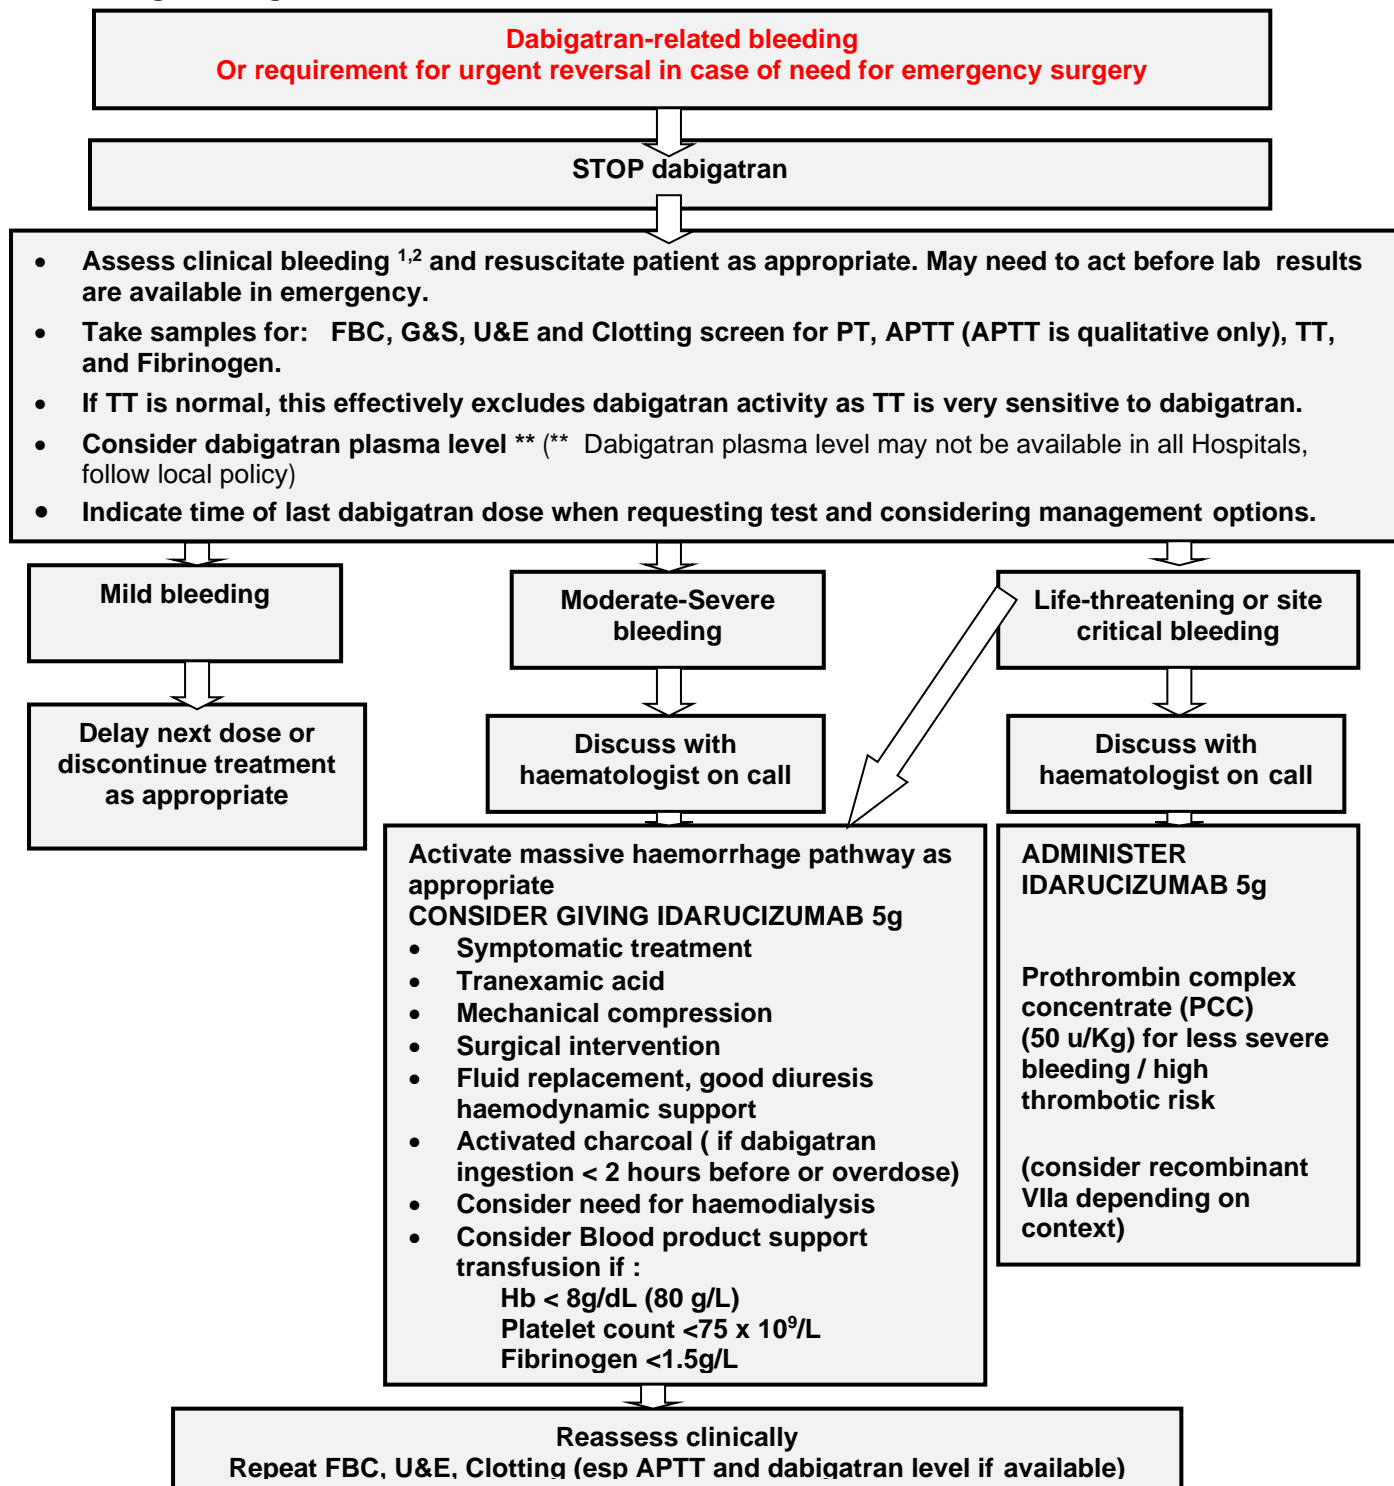 Dabigatran-related bleeding
Or requirement for urgent reversal in case of need for emergency surgery
STOP dabigatran
• Assess clinical bleeding ¹,² and resuscitate patient as appropriate. May need to act before lab results
are available in emergency.
• Take samples for: FBC, G&S, U&E and Clotting screen for PT, APTT (APTT is qualitative only), TT,
and Fibrinogen.
• If TT is normal, this effectively excludes dabigatran activity as TT is very sensitive to dabigatran.
• Consider dabigatran plasma level ** (** Dabigatran plasma level may not be available in all Hospitals,
follow local policy)
• Indicate time of last dabigatran dose when requesting test and considering management options.
Mild bleeding
Delay next dose or
discontinue treatment
as appropriate
Moderate-Severe
bleeding
Discuss with
haematologist on call
Activate massive haemorrhage pathway as
appropriate
CONSIDER GIVING IDARUCIZUMAB 5g
• Symptomatic treatment
• Tranexamic acid
• Mechanical compression
• Surgical intervention
• Fluid replacement, good diuresis
haemodynamic support
• Activated charcoal ( if dabigatran
ingestion < 2 hours before or overdose)
• Consider need for haemodialysis
• Consider Blood product support
transfusion if :
Hb < 8g/dL (80 g/L)
Platelet count <75 x 10⁹/L
Fibrinogen <1.5g/L
Life-threatening or site
critical bleeding
Discuss with
haematologist on call
ADMINISTER
IDARUCIZUMAB 5g
Prothrombin complex
concentrate (PCC)
(50 u/Kg) for less severe
bleeding / high
thrombotic risk
(consider recombinant
VIIa depending on
context)
Reassess clinically
Repeat FBC, U&E, Clotting (esp APTT and dabigatran level if available)